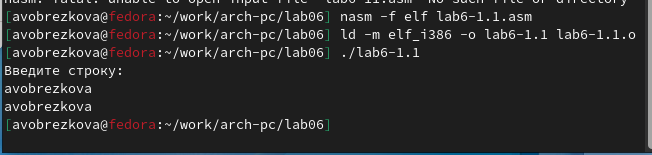 nasm: fatal: unable to open input file `lab6-11.asm' No such file or directory
[avobrezkova@fedora:~/work/arch-pc/lab06] nasm -f elf lab6-1.1.asm
[avobrezkova@fedora:~/work/arch-pc/lab06] ld -m elf_i386 -o lab6-1.1 lab6-1.1.o
[avobrezkova@fedora:~/work/arch-pc/lab06] ./lab6-1.1
Введите строку:
avobrezkova
avobrezkova
[avobrezkova@fedora:~/work/arch-pc/lab06]